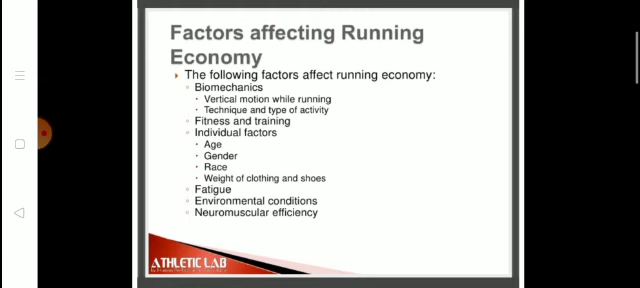 Factors affecting Running
Economy
The following factors affect running economy:
Biomechanics
Vertical motion while running
Technique and type of activity
Fitness and training
Individual factors
Age
Gender
Race
Weight of clothing and shoes
Fatigue
Environmental conditions
Neuromuscular efficiency
ATHLETIC LAB